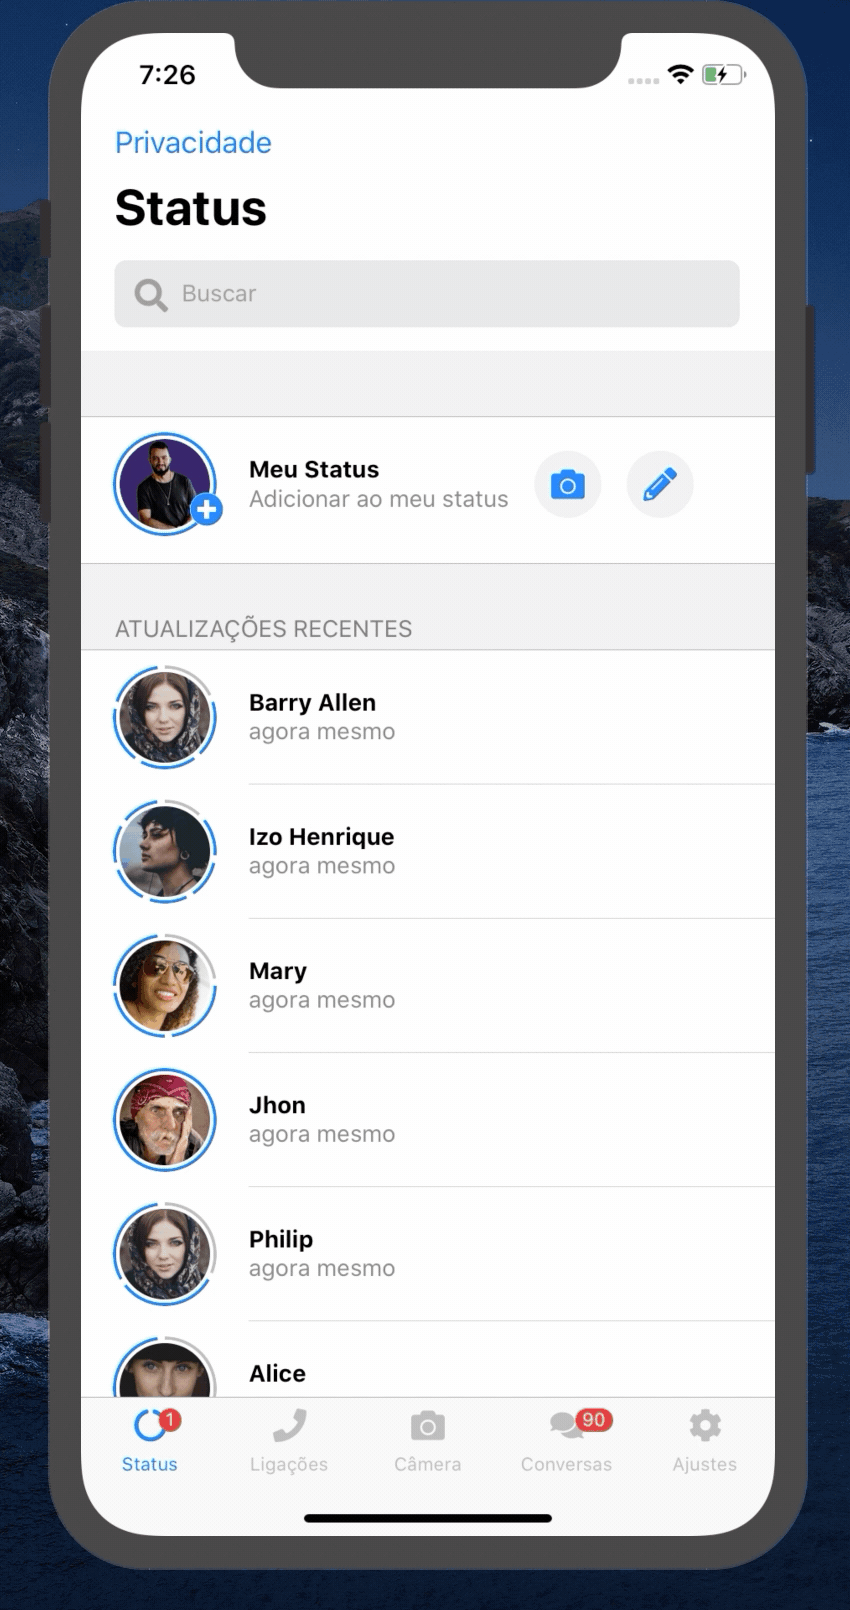 7:26
Privacidade
Status
Buscar
Meu Status
Adicionar ao meu status
ATUALIZAÇÕES RECENTES
Barry Allen
agora mesmo
Izo Henrique
agora mesmo
Mary
agora mesmo
Jhon
agora mesmo
Philip
agora mesmo
Alice
1
90
Status
Ligações
Câmera
Conversas
Ajustes